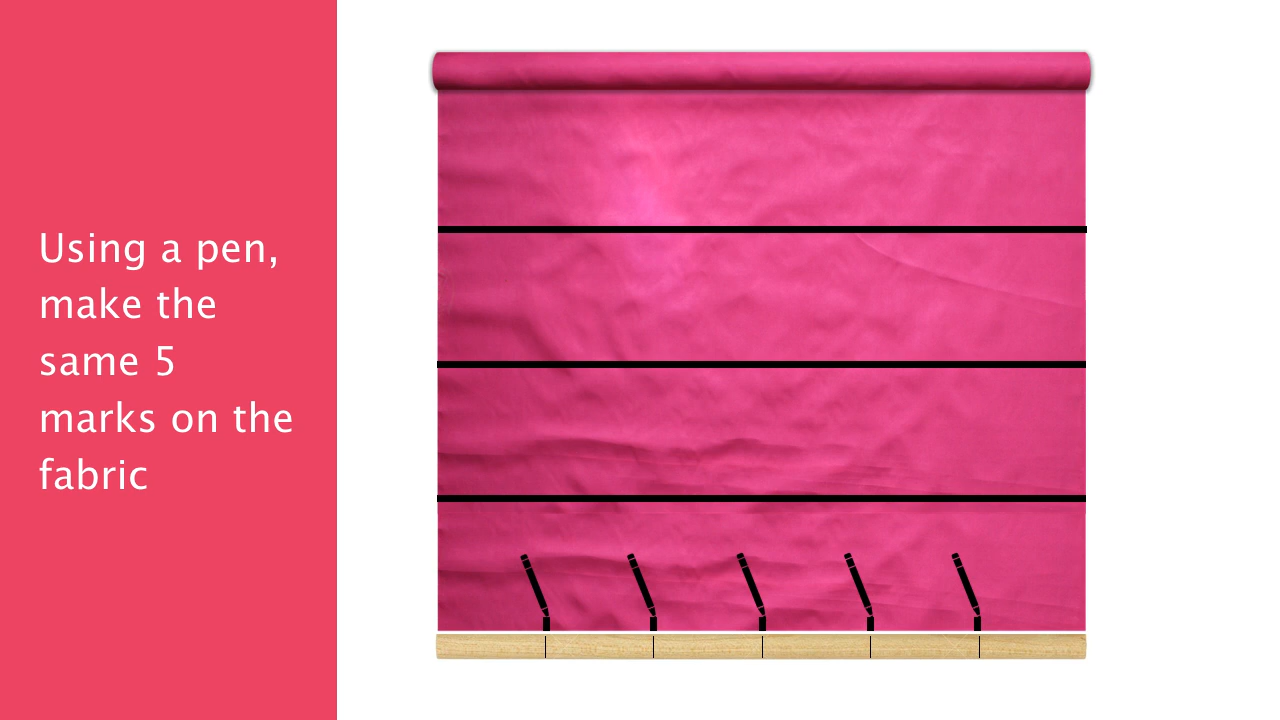 Using a pen,
make the
same 5
marks on the
fabric